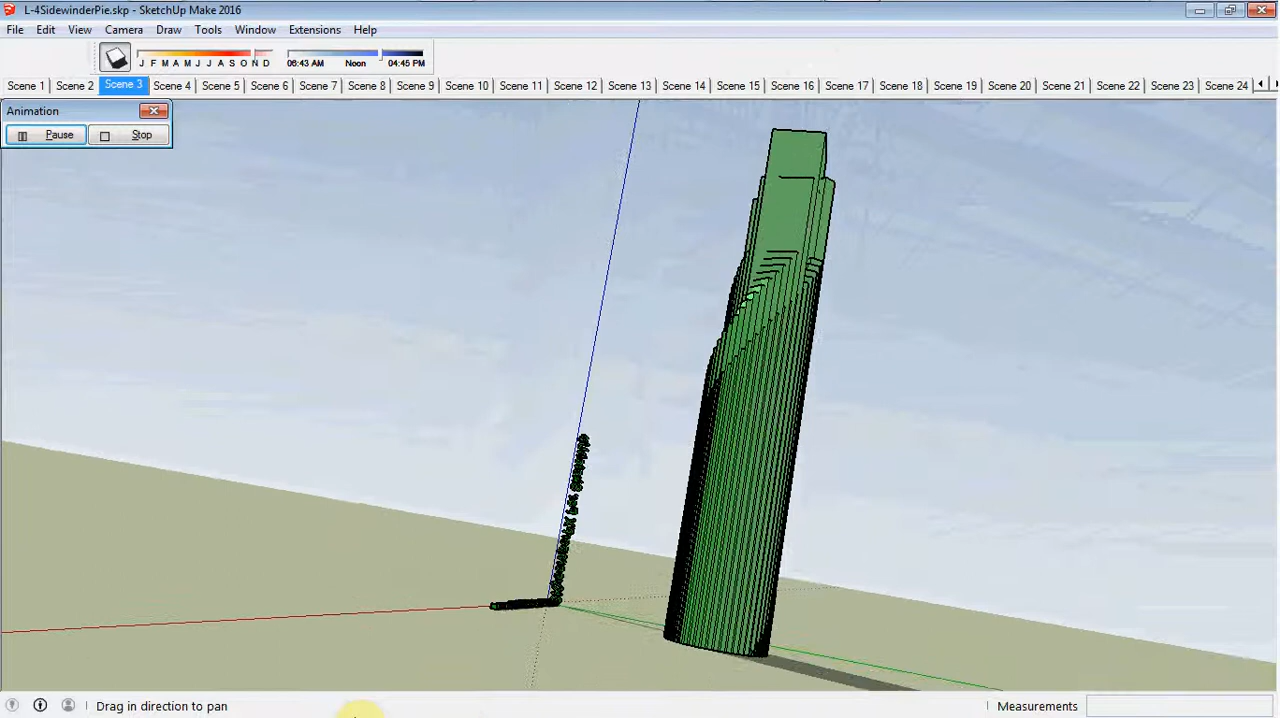 L-4SidewinderPie.skp - SketchUp Make 2016
File Edit View Camera Draw Tools Window Extensions Help
J F M A M J J A S O N D 06:43 AM Noon 04:45 PM
Scene 1 Scene 2 Scene 3 Scene 4 Scene 5 Scene 6 Scene 7 Scene 8 Scene 9 Scene 10 Scene 11 Scene 12 Scene 13 Scene 14 Scene 15 Scene 16 Scene 17 Scene 18 Scene 19 Scene 20 Scene 21 Scene 22 Scene 23 Scene 24
Animation
Pause Stop
Drag in direction to pan Measurements